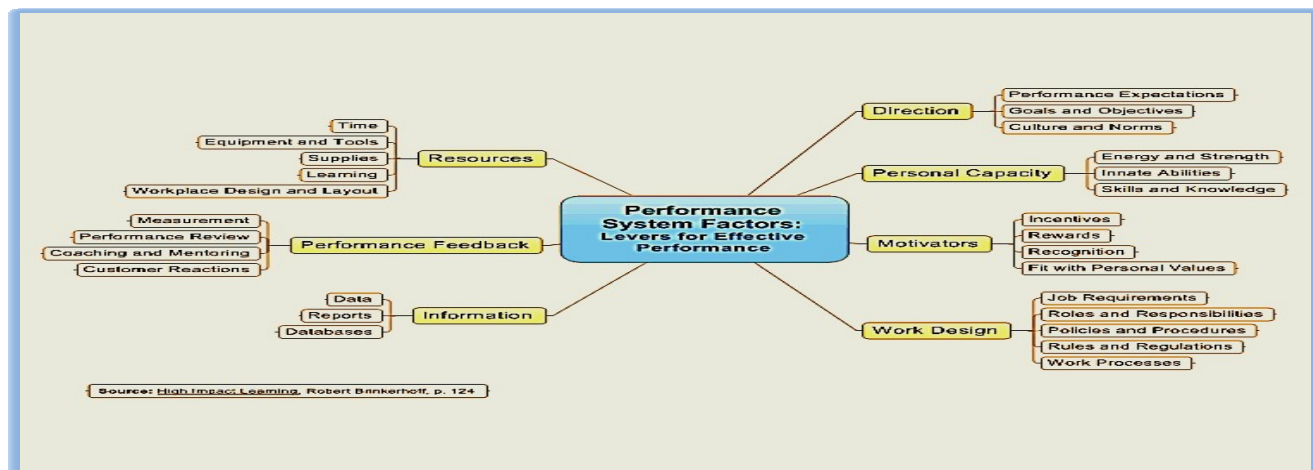 Performance
System Factors:
Levers for Effective
Performance
Direction
Performance Expectations
Goals and Objectives
Culture and Norms
Personal Capacity
Energy and Strength
Innate Abilities
Skills and Knowledge
Motivators
Incentives
Rewards
Recognition
Fit with Personal Values
Work Design
Job Requirements
Roles and Responsibilities
Policies and Procedures
Rules and Regulations
Work Processes
Resources
Time
Equipment and Tools
Supplies
Learning
Workplace Design and Layout
Performance Feedback
Measurement
Performance Review
Coaching and Mentoring
Customer Reactions
Information
Data
Reports
Databases
Source: High Impact Learning, Robert Brinkerhoff, p. 124